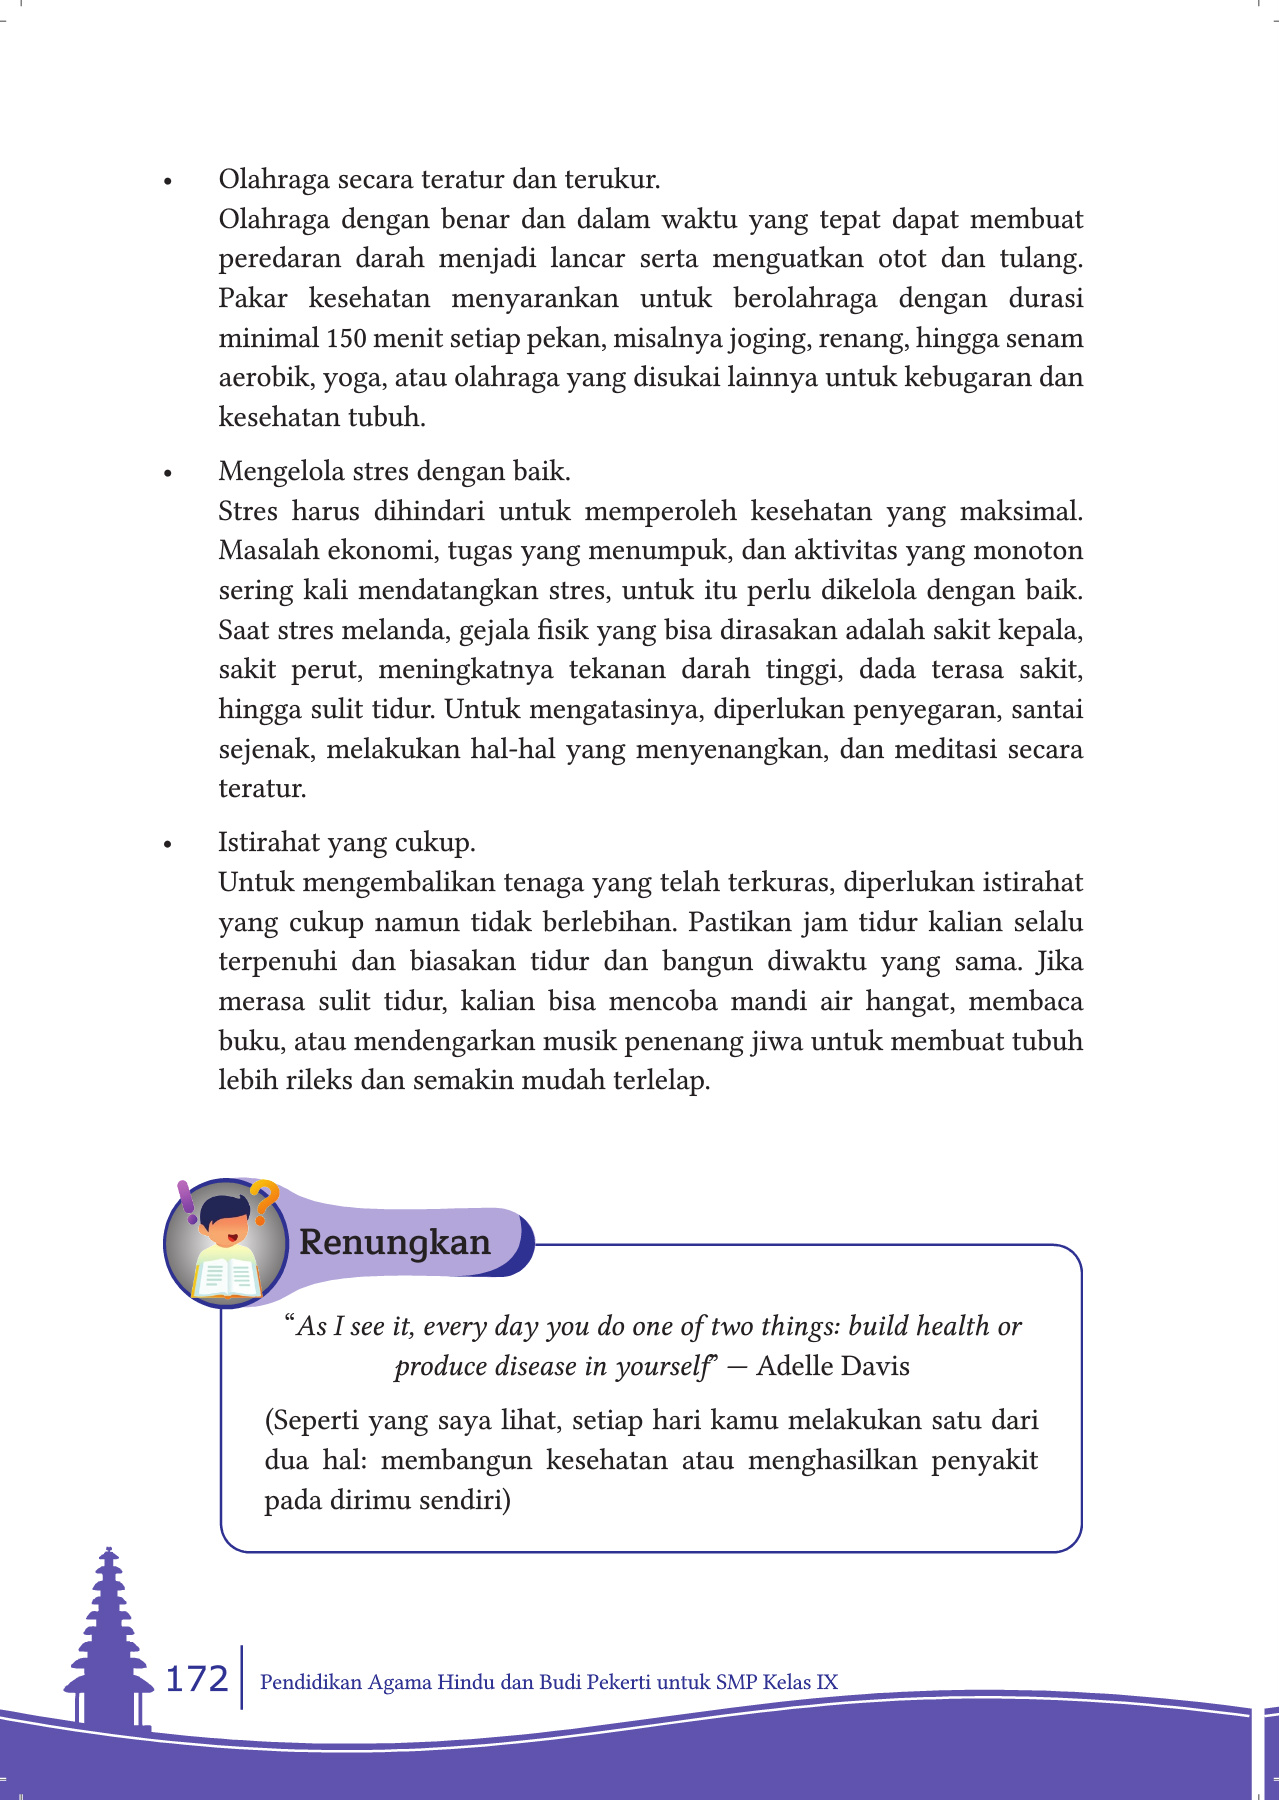 • Olahraga secara teratur dan terukur.
Olahraga dengan benar dan dalam waktu yang tepat dapat membuat
peredaran darah menjadi lancar serta menguatkan otot dan tulang.
Pakar kesehatan menyarankan untuk berolahraga dengan durasi
minimal 150 menit setiap pekan, misalnya joging, renang, hingga senam
aerobik, yoga, atau olahraga yang disukai lainnya untuk kebugaran dan
kesehatan tubuh.
• Mengelola stres dengan baik.
Stres harus dihindari untuk memperoleh kesehatan yang maksimal.
Masalah ekonomi, tugas yang menumpuk, dan aktivitas yang monoton
sering kali mendatangkan stres, untuk itu perlu dikelola dengan baik.
Saat stres melanda, gejala fisik yang bisa dirasakan adalah sakit kepala,
sakit perut, meningkatnya tekanan darah tinggi, dada terasa sakit,
hingga sulit tidur. Untuk mengatasinya, diperlukan penyegaran, santai
sejenak, melakukan hal-hal yang menyenangkan, dan meditasi secara
teratur.
• Istirahat yang cukup.
Untuk mengembalikan tenaga yang telah terkuras, diperlukan istirahat
yang cukup namun tidak berlebihan. Pastikan jam tidur kalian selalu
terpenuhi dan biasakan tidur dan bangun diwaktu yang sama. Jika
merasa sulit tidur, kalian bisa mencoba mandi air hangat, membaca
buku, atau mendengarkan musik penenang jiwa untuk membuat tubuh
lebih rileks dan semakin mudah terlelap.
! ?
Renungkan
“As I see it, every day you do one of two things: build health or
produce disease in yourself” — Adelle Davis
(Seperti yang saya lihat, setiap hari kamu melakukan satu dari
dua hal: membangun kesehatan atau menghasilkan penyakit
pada dirimu sendiri)
172 Pendidikan Agama Hindu dan Budi Pekerti untuk SMP Kelas IX